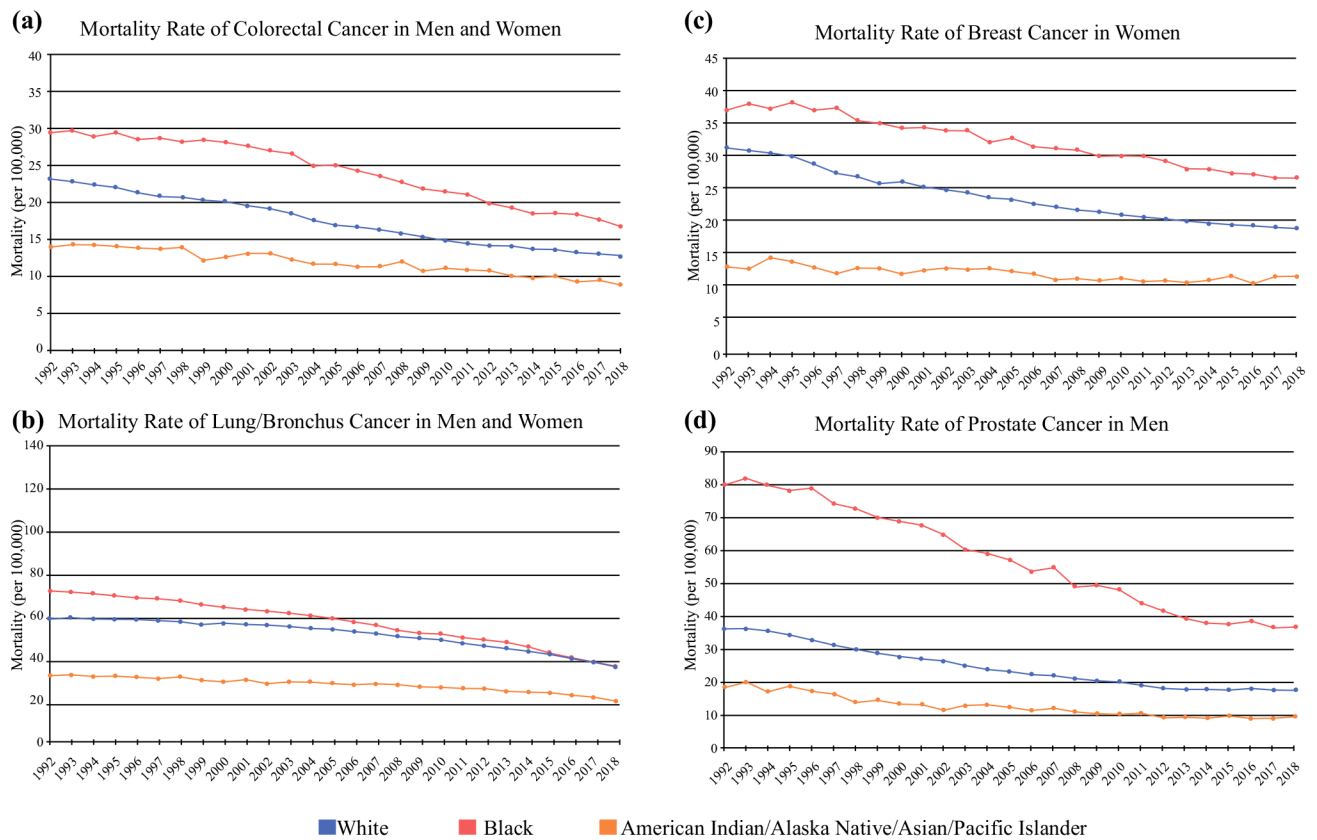 (a)
Mortality Rate of Colorectal Cancer in Men and Women
Mortality (per 100,000)
40
35
30
25
20
15
10
5
0
1992 1993 1994 1995 1996 1997 1998 1999 2000 2001 2002 2003 2004 2005 2006 2007 2008 2009 2010 2011 2012 2013 2014 2015 2016 2017 2018
(c)
Mortality Rate of Breast Cancer in Women
Mortality (per 100,000)
45
40
35
30
25
20
15
10
5
0
1992 1993 1994 1995 1996 1997 1998 1999 2000 2001 2002 2003 2004 2005 2006 2007 2008 2009 2010 2011 2012 2013 2014 2015 2016 2017 2018
(b)
Mortality Rate of Lung/Bronchus Cancer in Men and Women
Mortality (per 100,000)
140
120
100
80
60
40
20
0
1992 1993 1994 1995 1996 1997 1998 1999 2000 2001 2002 2003 2004 2005 2006 2007 2008 2009 2010 2011 2012 2013 2014 2015 2016 2017 2018
(d)
Mortality Rate of Prostate Cancer in Men
Mortality (per 100,000)
90
80
70
60
50
40
30
20
10
0
1992 1993 1994 1995 1996 1997 1998 1999 2000 2001 2002 2003 2004 2005 2006 2007 2008 2009 2010 2011 2012 2013 2014 2015 2016 2017 2018
White Black American Indian/Alaska Native/Asian/Pacific Islander